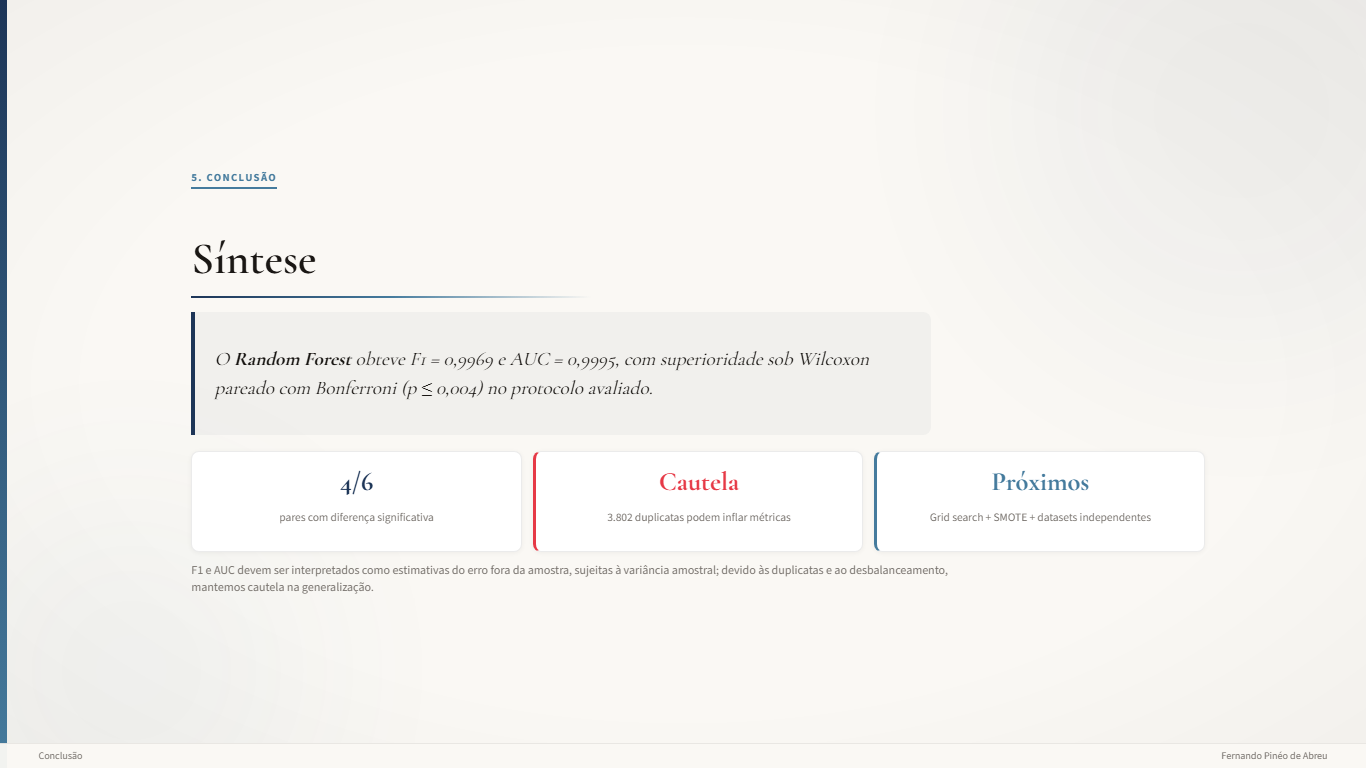 5. CONCLUSÃO
Síntese
O Random Forest obteve F1 = 0,9969 e AUC = 0,9995, com superioridade sob Wilcoxon
pareado com Bonferroni (p ≤ 0,004) no protocolo avaliado.
4/6
pares com diferença significativa
Cautela
3.802 duplicatas podem inflar métricas
Próximos
Grid search + SMOTE + datasets independentes
F1 e AUC devem ser interpretados como estimativas do erro fora da amostra, sujeitas à variância amostral; devido às duplicatas e ao desbalanceamento,
mantemos cautela na generalização.
Conclusão
Fernando Pinéo de Abreu